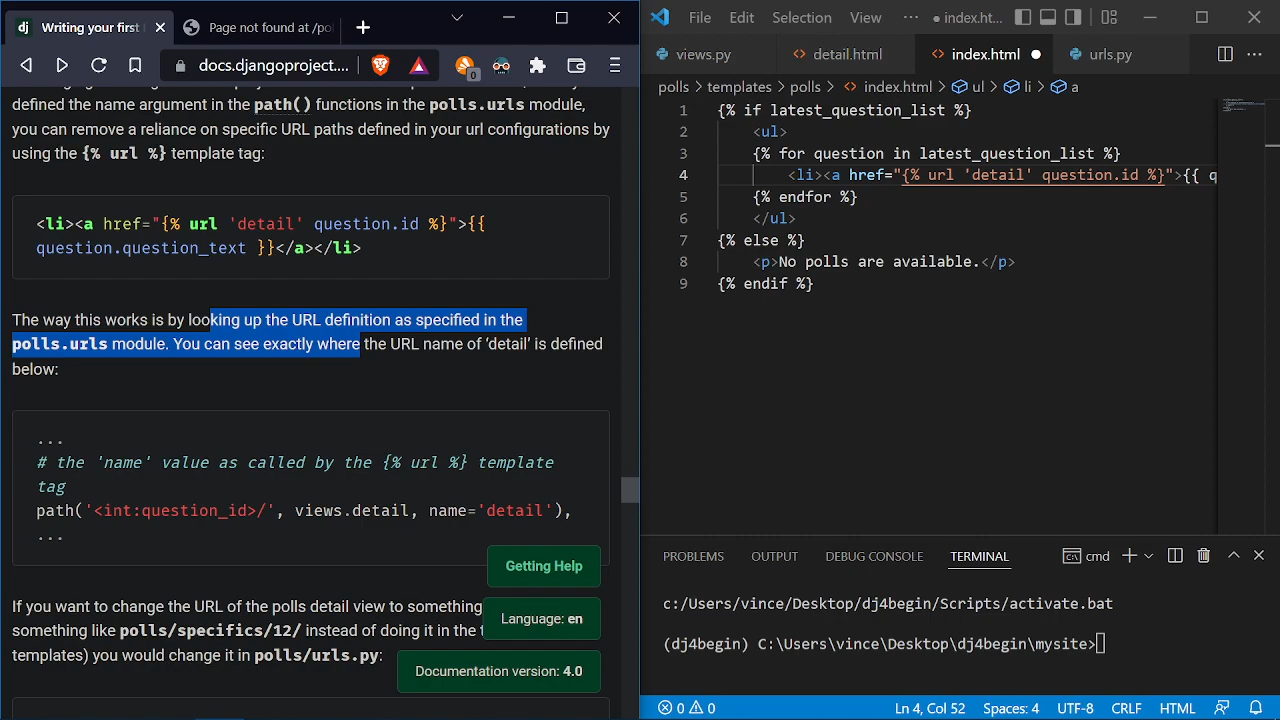 dj Writing your first
Page not found at /pol
docs.djangoproject....
0
defined the name argument in the path() functions in the polls.urls module,
you can remove a reliance on specific URL paths defined in your url configurations by
using the {% url %} template tag:
<li><a href="{% url 'detail' question.id %}">{{
question.question_text }}</a></li>
The way this works is by looking up the URL definition as specified in the
polls.urls module. You can see exactly where the URL name of ‘detail’ is defined
below:
...
# the 'name' value as called by the {% url %} template
tag
path('<int:question_id>/', views.detail, name='detail'),
...
Getting Help
If you want to change the URL of the polls detail view to something
Language: en
something like polls/specifics/12/ instead of doing it in the t
templates) you would change it in polls/urls.py:
Documentation version: 4.0
File Edit Selection View ... ● index.ht...
views.py detail.html index.html urls.py
polls > templates > polls > index.html > ul > li > a
1 {% if latest_question_list %}
2 <ul>
3 {% for question in latest_question_list %}
4 <li><a href="{% url 'detail' question.id %}">{{ q
5 {% endfor %}
6 </ul>
7 {% else %}
8 <p>No polls are available.</p>
9 {% endif %}
PROBLEMS OUTPUT DEBUG CONSOLE TERMINAL cmd
c:/Users/vince/Desktop/dj4begin/Scripts/activate.bat
(dj4begin) C:\Users\vince\Desktop\dj4begin\mysite>
0 0 Ln 4, Col 52 Spaces: 4 UTF-8 CRLF HTML